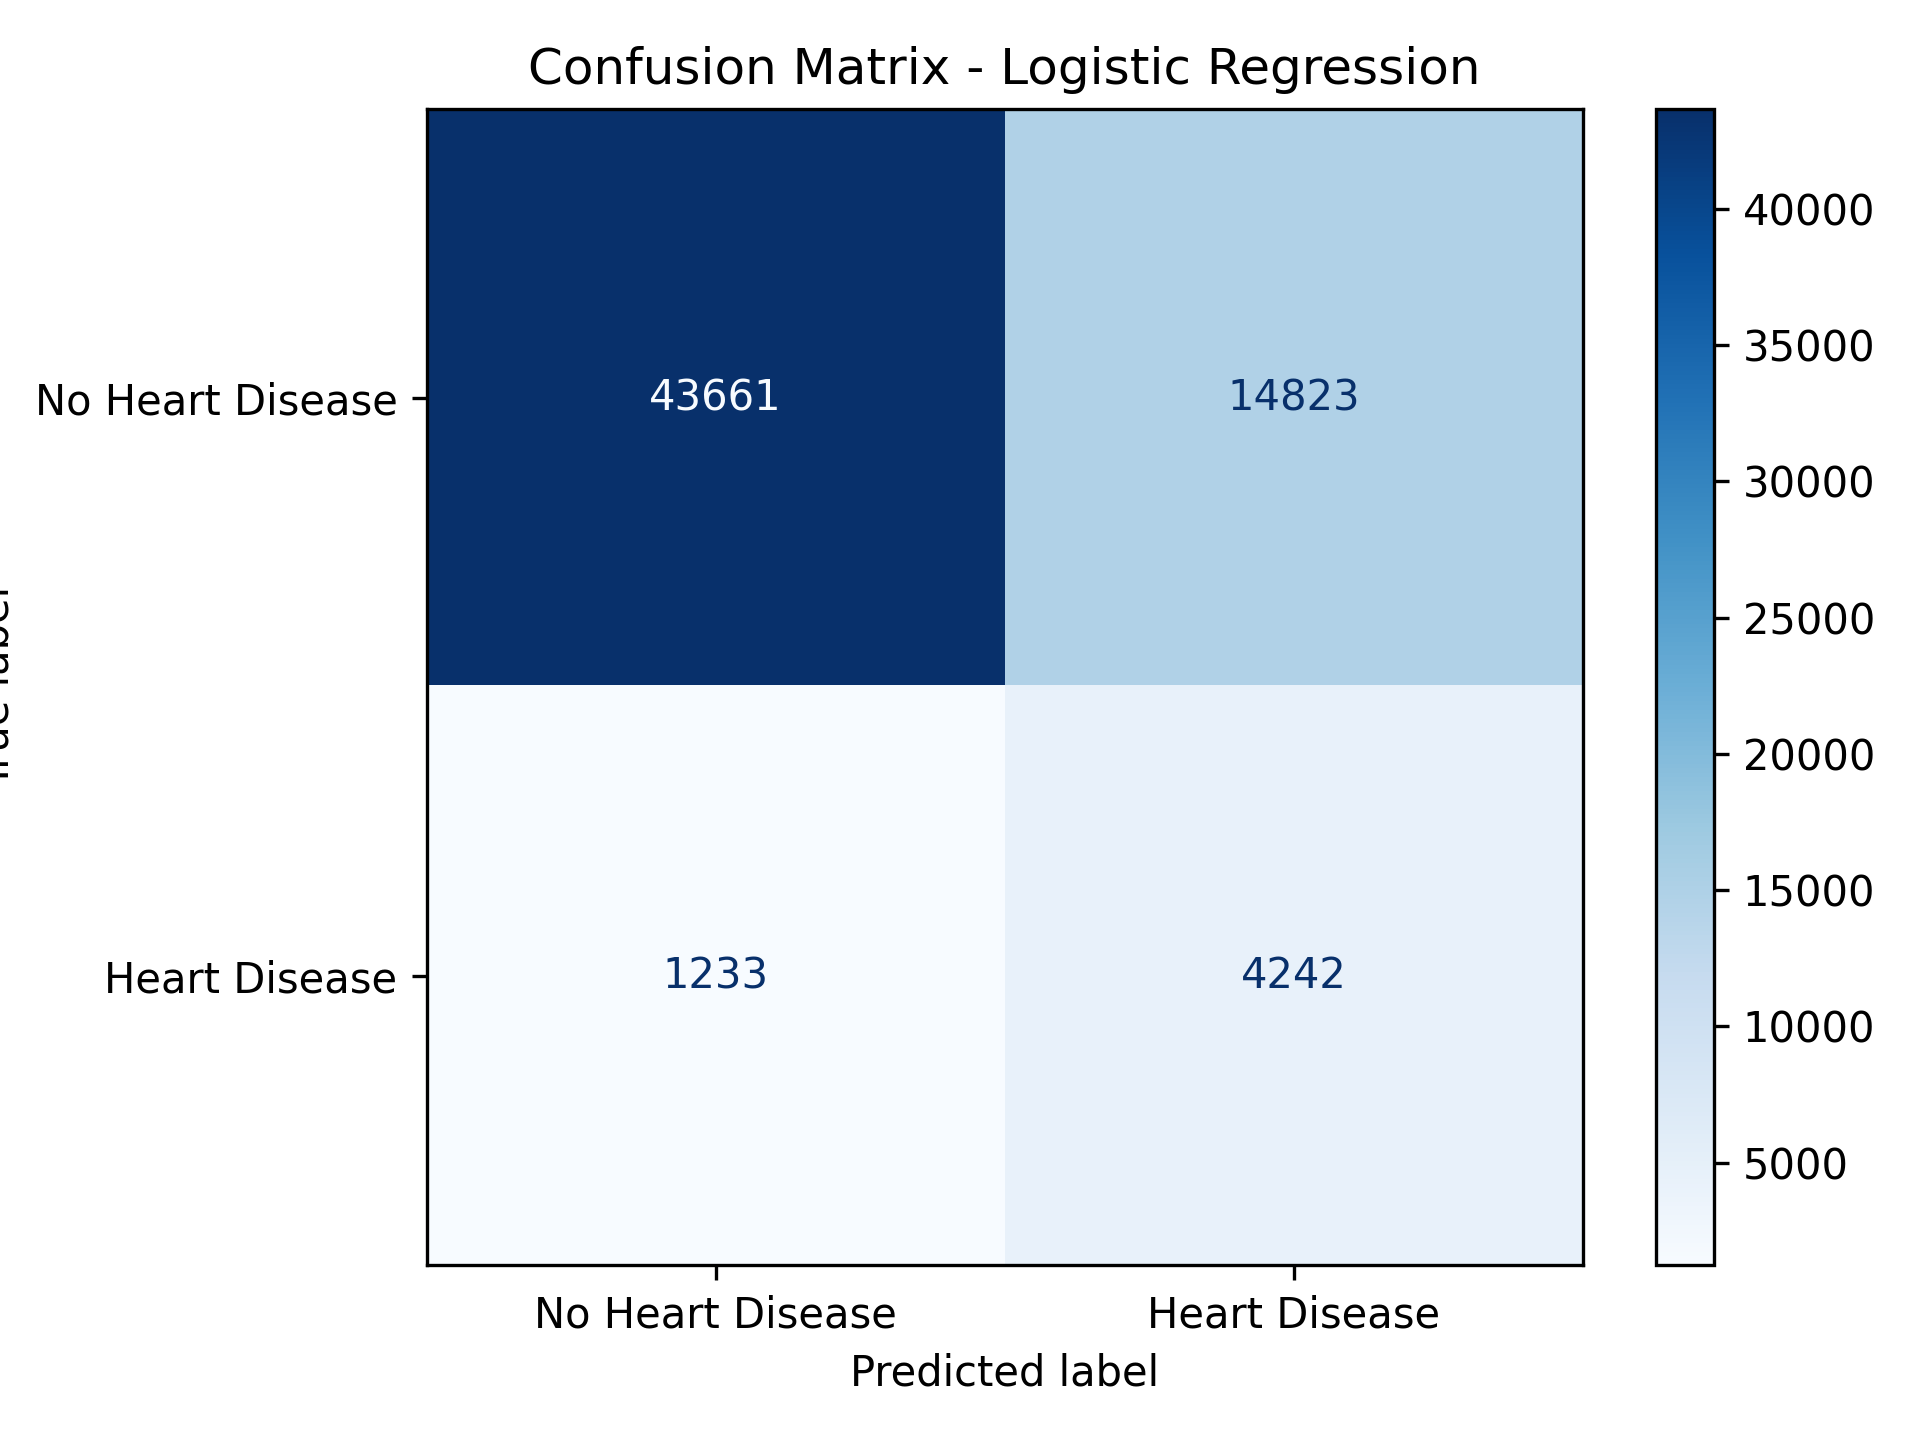 Confusion Matrix - Logistic Regression
No Heart Disease
43661
14823
Heart Disease
1233
4242
No Heart Disease
Heart Disease
Predicted label
40000
35000
30000
25000
20000
15000
10000
5000